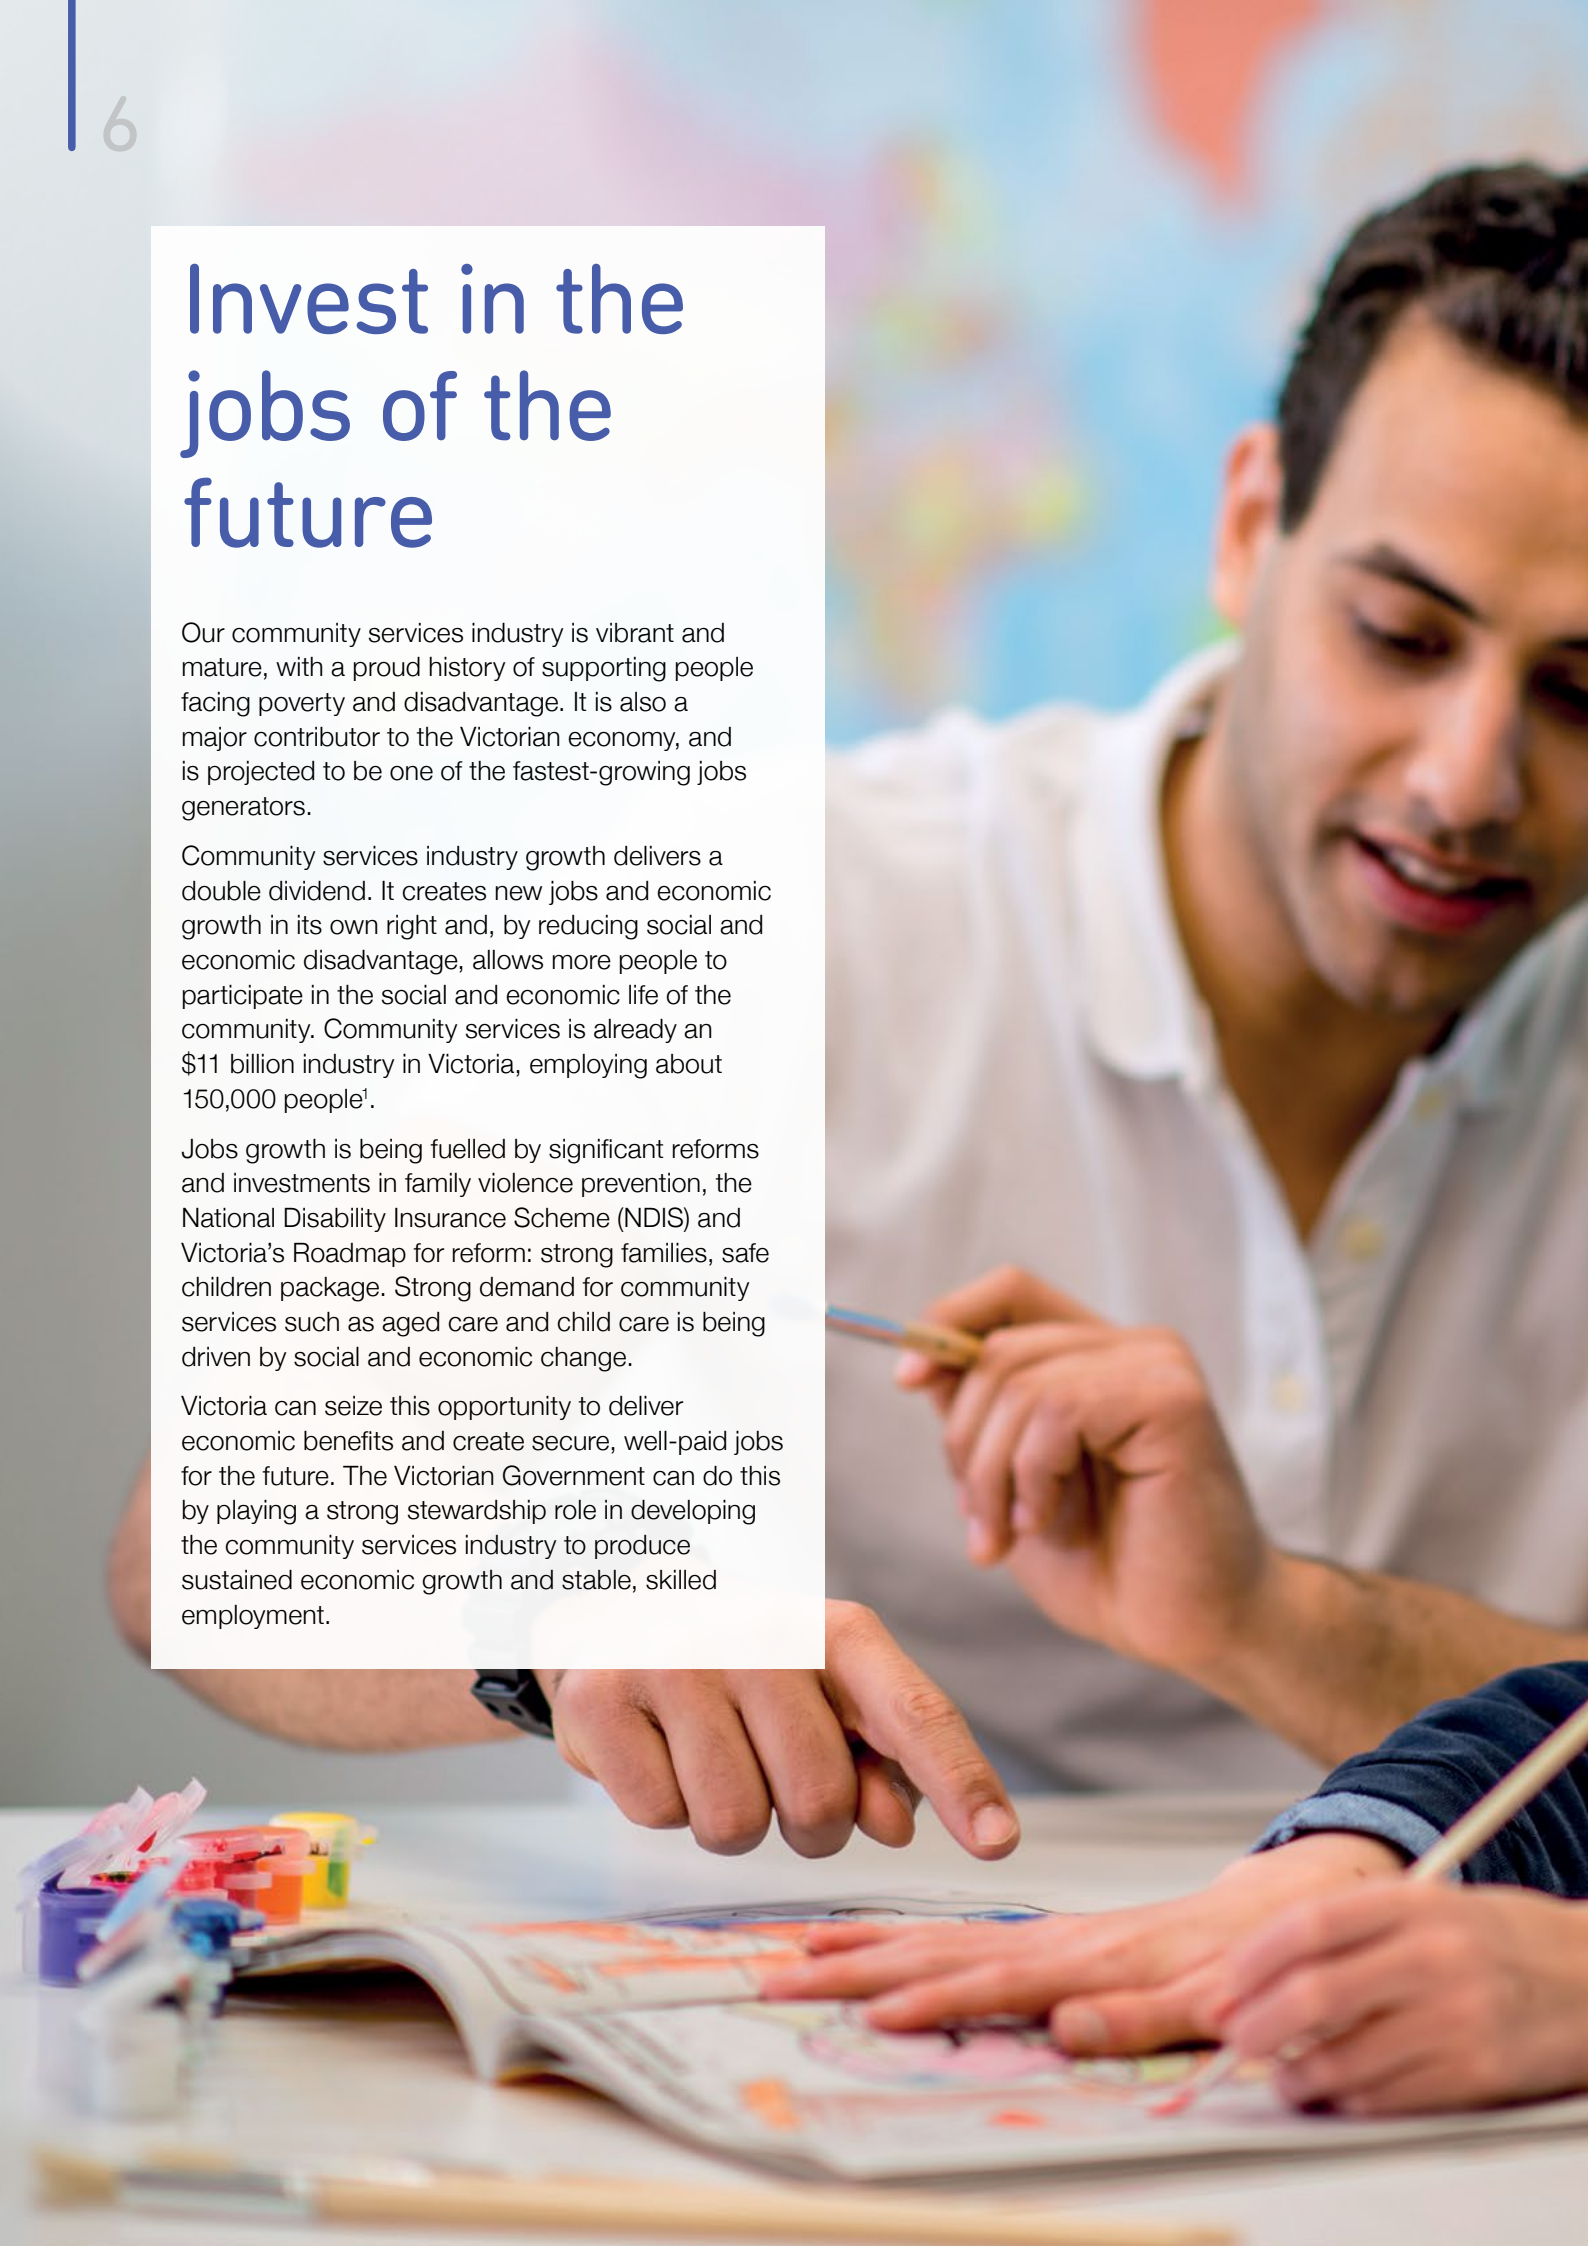 6
Invest in the
jobs of the
future
Our community services industry is vibrant and
mature, with a proud history of supporting people
facing poverty and disadvantage. It is also a
major contributor to the Victorian economy, and
is projected to be one of the fastest-growing jobs
generators.
Community services industry growth delivers a
double dividend. It creates new jobs and economic
growth in its own right and, by reducing social and
economic disadvantage, allows more people to
participate in the social and economic life of the
community. Community services is already an
$11 billion industry in Victoria, employing about
150,000 people¹.
Jobs growth is being fuelled by significant reforms
and investments in family violence prevention, the
National Disability Insurance Scheme (NDIS) and
Victoria’s Roadmap for reform: strong families, safe
children package. Strong demand for community
services such as aged care and child care is being
driven by social and economic change.
Victoria can seize this opportunity to deliver
economic benefits and create secure, well-paid jobs
for the future. The Victorian Government can do this
by playing a strong stewardship role in developing
the community services industry to produce
sustained economic growth and stable, skilled
employment.